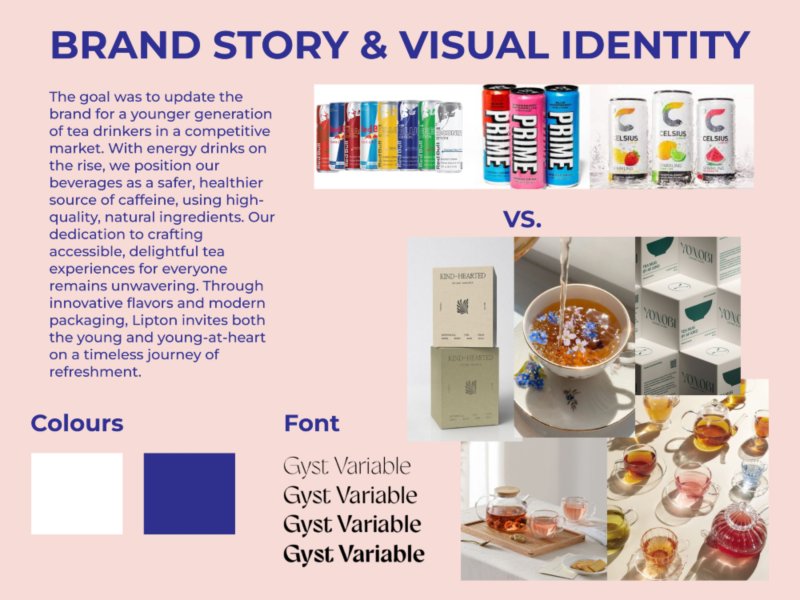 BRAND STORY & VISUAL IDENTITY
The goal was to update the
brand for a younger generation
of tea drinkers in a competitive
market. With energy drinks on
the rise, we position our
beverages as a safer, healthier
source of caffeine, using high-
quality, natural ingredients. Our
dedication to crafting
accessible, delightful tea
experiences for everyone
remains unwavering. Through
innovative flavors and modern
packaging, Lipton invites both
the young and young-at-heart
on a timeless journey of
refreshment.
PRIME
PRIME
PRIME
CELSIUS
CELSIUS
CELSIUS
VS.
KIND-HEARTED
KIND-HEARTED
YOXOBI
YOXOBI
YOXOBI
Colours
Font
Gyst Variable
Gyst Variable
Gyst Variable
Gyst Variable